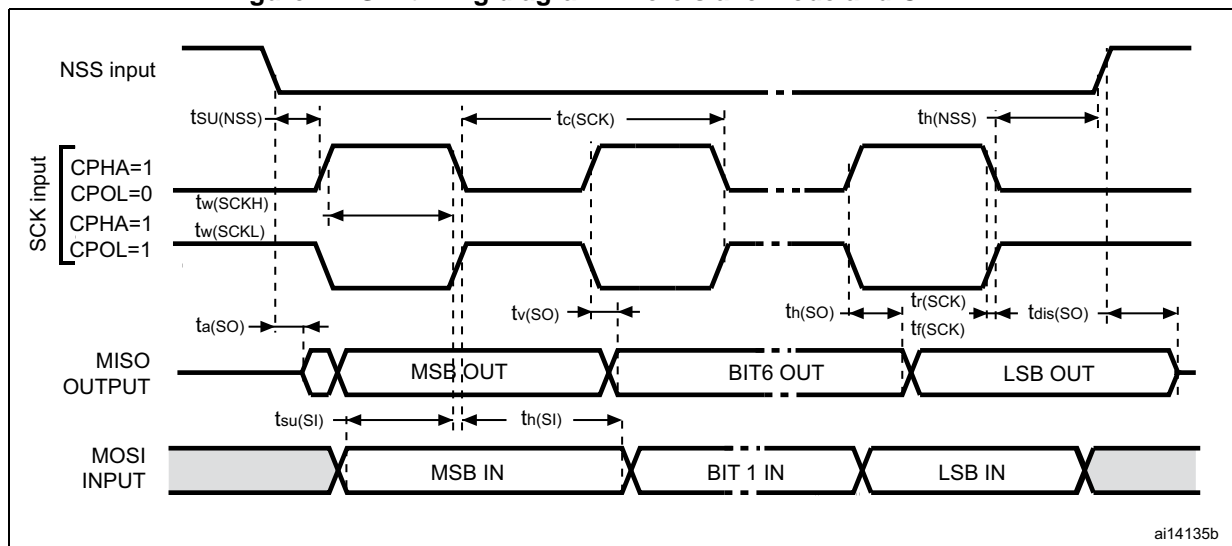 NSS input
tSU(NSS)
tc(SCK)
th(NSS)
SCK input
CPHA=1
CPOL=0
tw(SCKH)
CPHA=1
tw(SCKL)
CPOL=1
ta(SO)
tv(SO)
th(SO)
tr(SCK)
tf(SCK)
tdis(SO)
MISO
OUTPUT
MSB OUT
BIT6 OUT
LSB OUT
tsu(SI)
th(SI)
MOSI
INPUT
MSB IN
BIT 1 IN
LSB IN
ai14135b